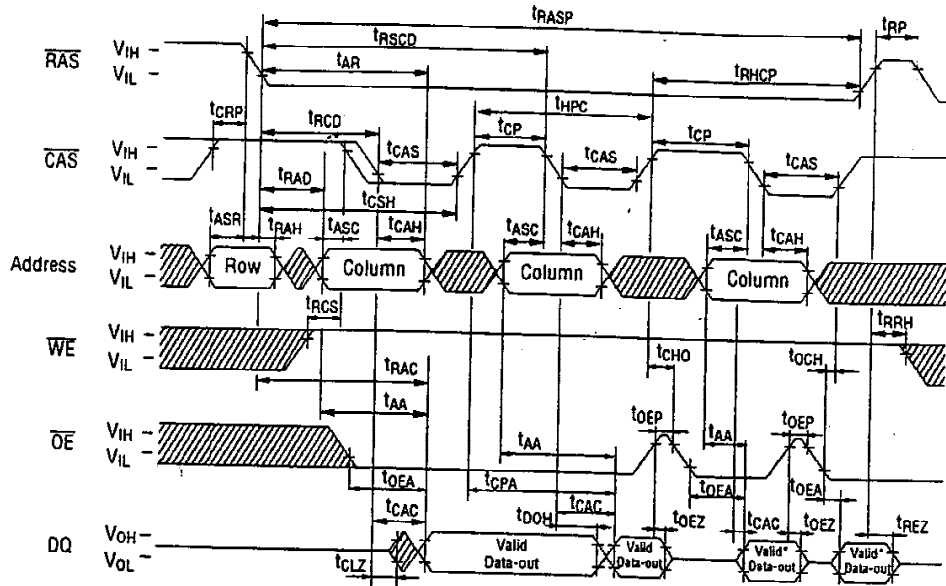 tRASP
tRP
tRSCD
RAS
VIH
VIL
tAR
tRHCP
tCRP
tRCD
tHPC
tCP
tCP
CAS
VIH
VIL
tCAS
tCAS
tCAS
tRAD
tCSH
tASR
tRAH
tASC
tCAH
tASC
tCAH
tASC
tCAH
Address
VIH
VIL
Row
Column
Column
Column
tRCS
tRRH
WE
VIH
VIL
tCHO
tOCH
tRAC
tAA
tOEP
tOEP
OE
VIH
VIL
tAA
tAA
tOEA
tCPA
tOEA
tOEA
tCAC
tCAC
tDOH
tOEZ
tCAC
tOEZ
tREZ
DQ
VOH
VOL
tCLZ
Valid
Data-out
Valid
Data-out
Valid*
Data-out
Valid*
Data-out